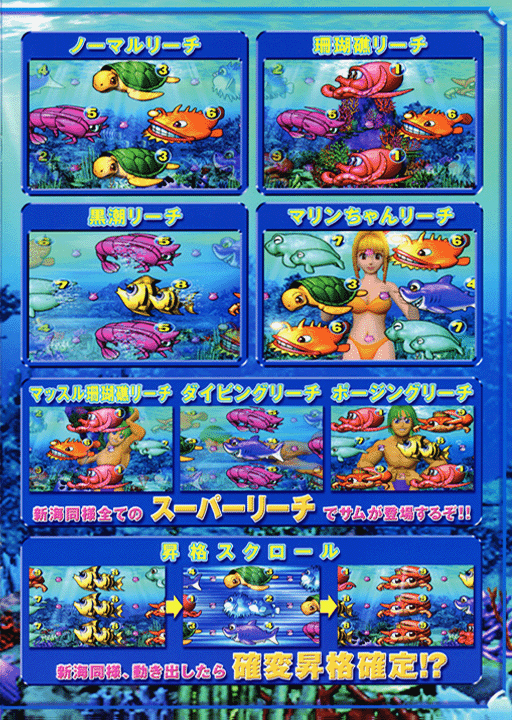 ノーマルリーチ
珊瑚礁リーチ
黒潮リーチ
マリンちゃんリーチ
マッスル珊瑚礁リーチ
ダイビングリーチ
ポージングリーチ
新海同様全ての スーパーリーチ でサムが登場するぞ!!
昇格スクロール
新海同様、動き出したら 確変昇格確定!?